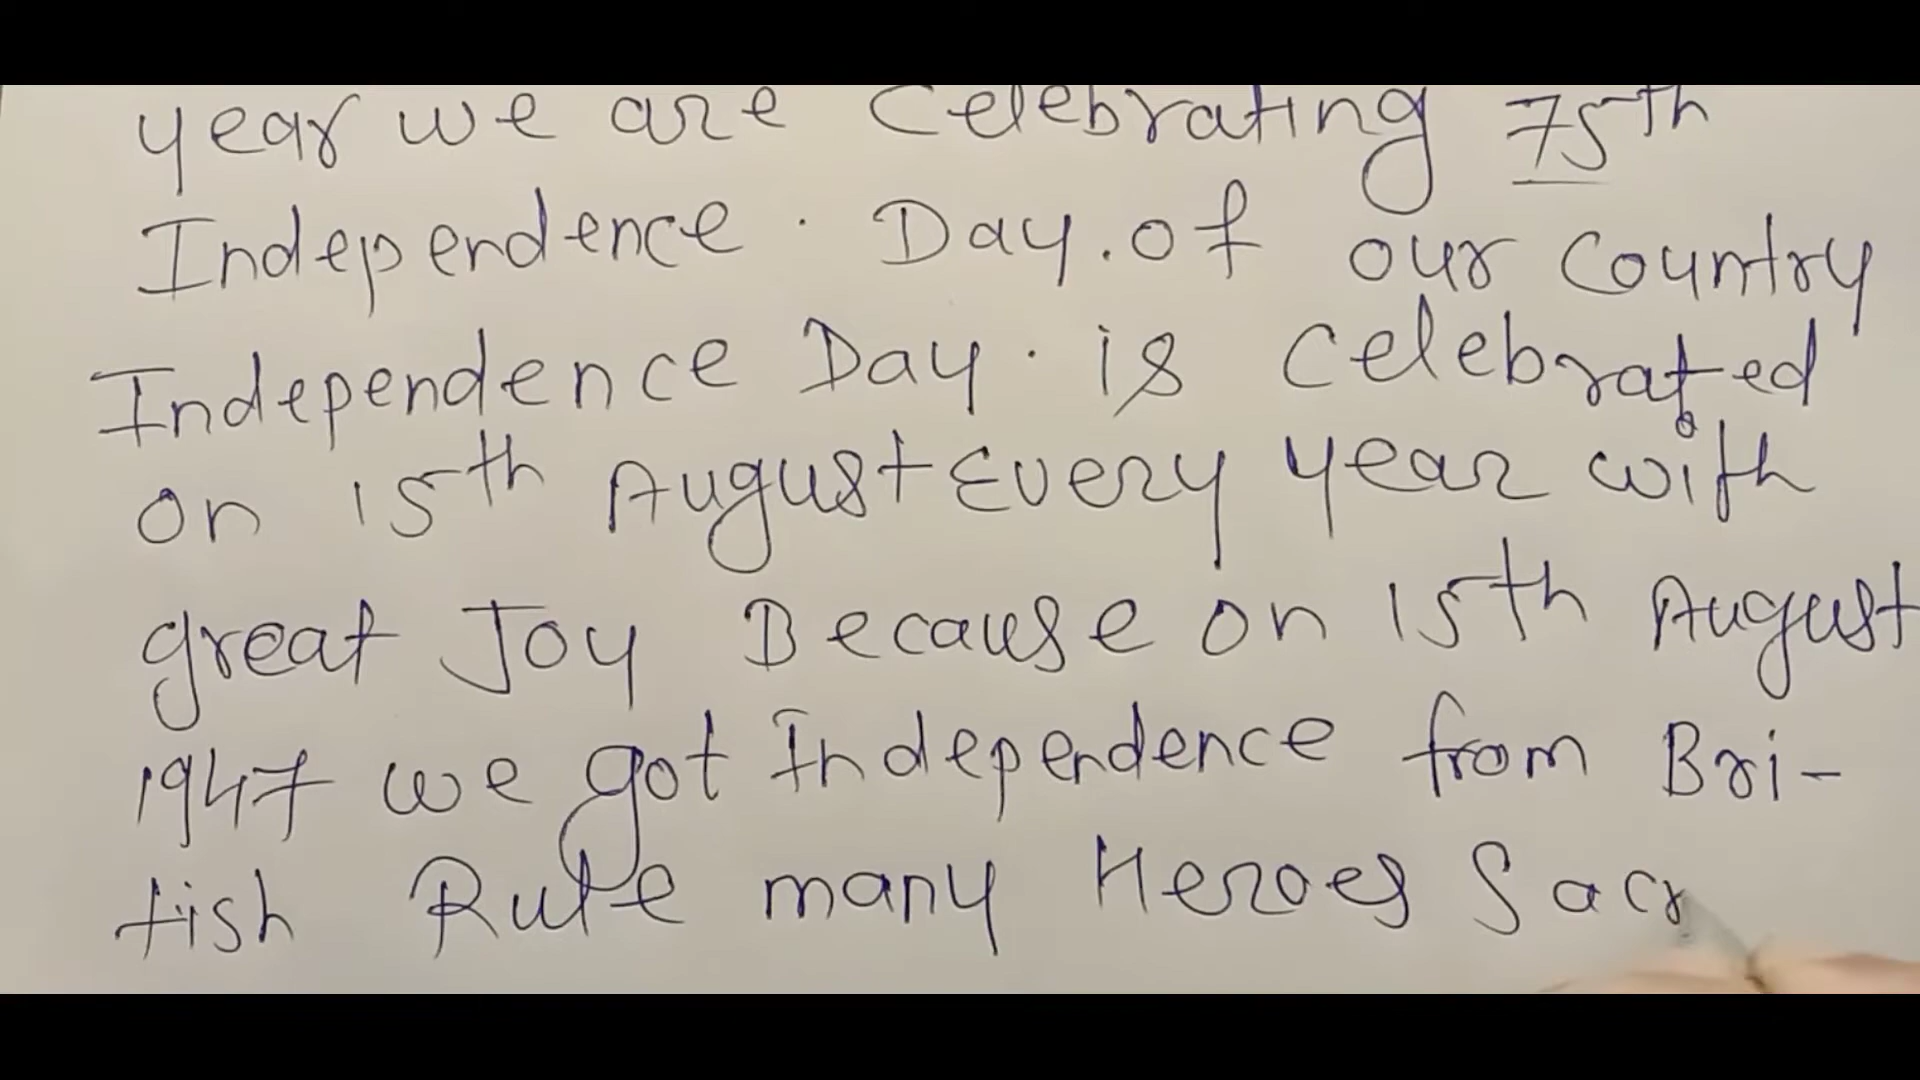 year we are Celebrating 75th
Independence. Day. of our Country
Independence Day. is Celebrated
on 15th August Every year with
great Joy Because on 15th August
1947 we got Independence from Bri-
tish Rule many Heroes Sacr